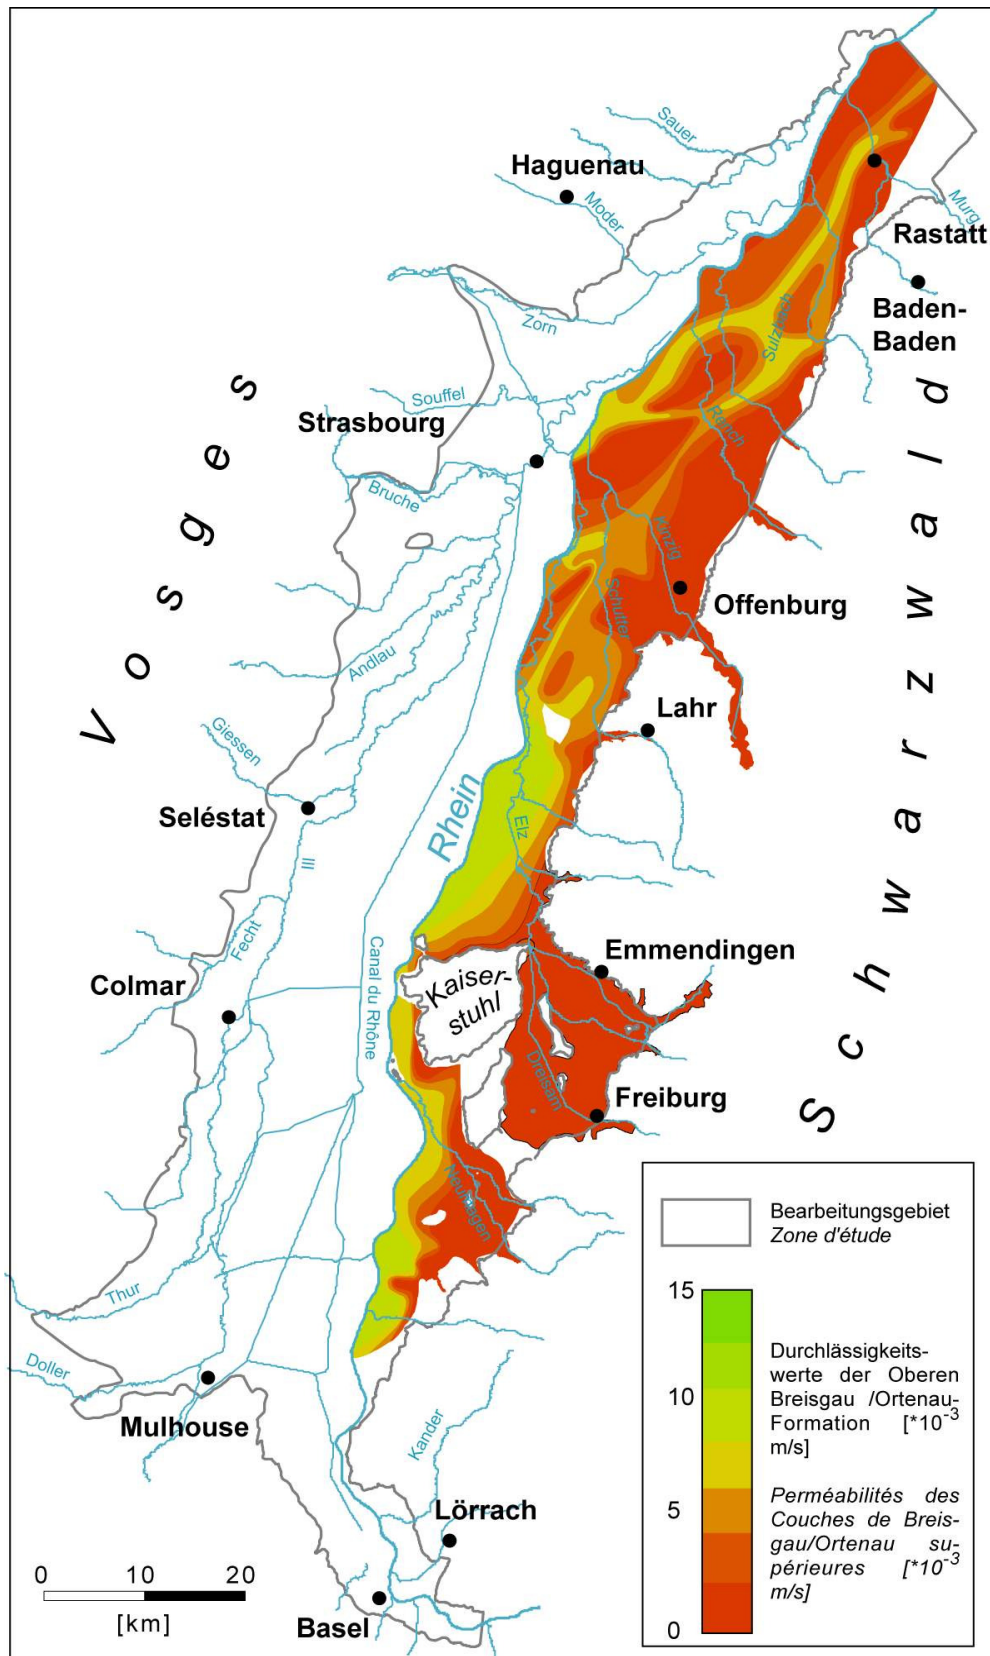 Sauer
Haguenau
Moder
Murg
Rastatt
Baden-
Baden
Zorn
Sulzbach
Souffel
Strasbourg
Rench
Bruche
Kinzig
Offenburg
Schutter
Andlau
Vosges
Schwarzwald
Lahr
Giessen
Seléstat
Rhein
Elz
Ill
Fecht
Canal du Rhône
Colmar
Kaiser-
stuhl
Emmendingen
Dreisam
Freiburg
Neumagen
Thur
Doller
Mulhouse
Kander
Lörrach
Basel
0 10 20
[km]
Bearbeitungsgebiet
Zone d'étude
15
10
5
0
Durchlässigkeits-
werte der Oberen
Breisgau /Ortenau-
Formation [*10-3
m/s]
Perméabilités des
Couches de Breis-
gau/Ortenau su-
périeures [*10-3
m/s]